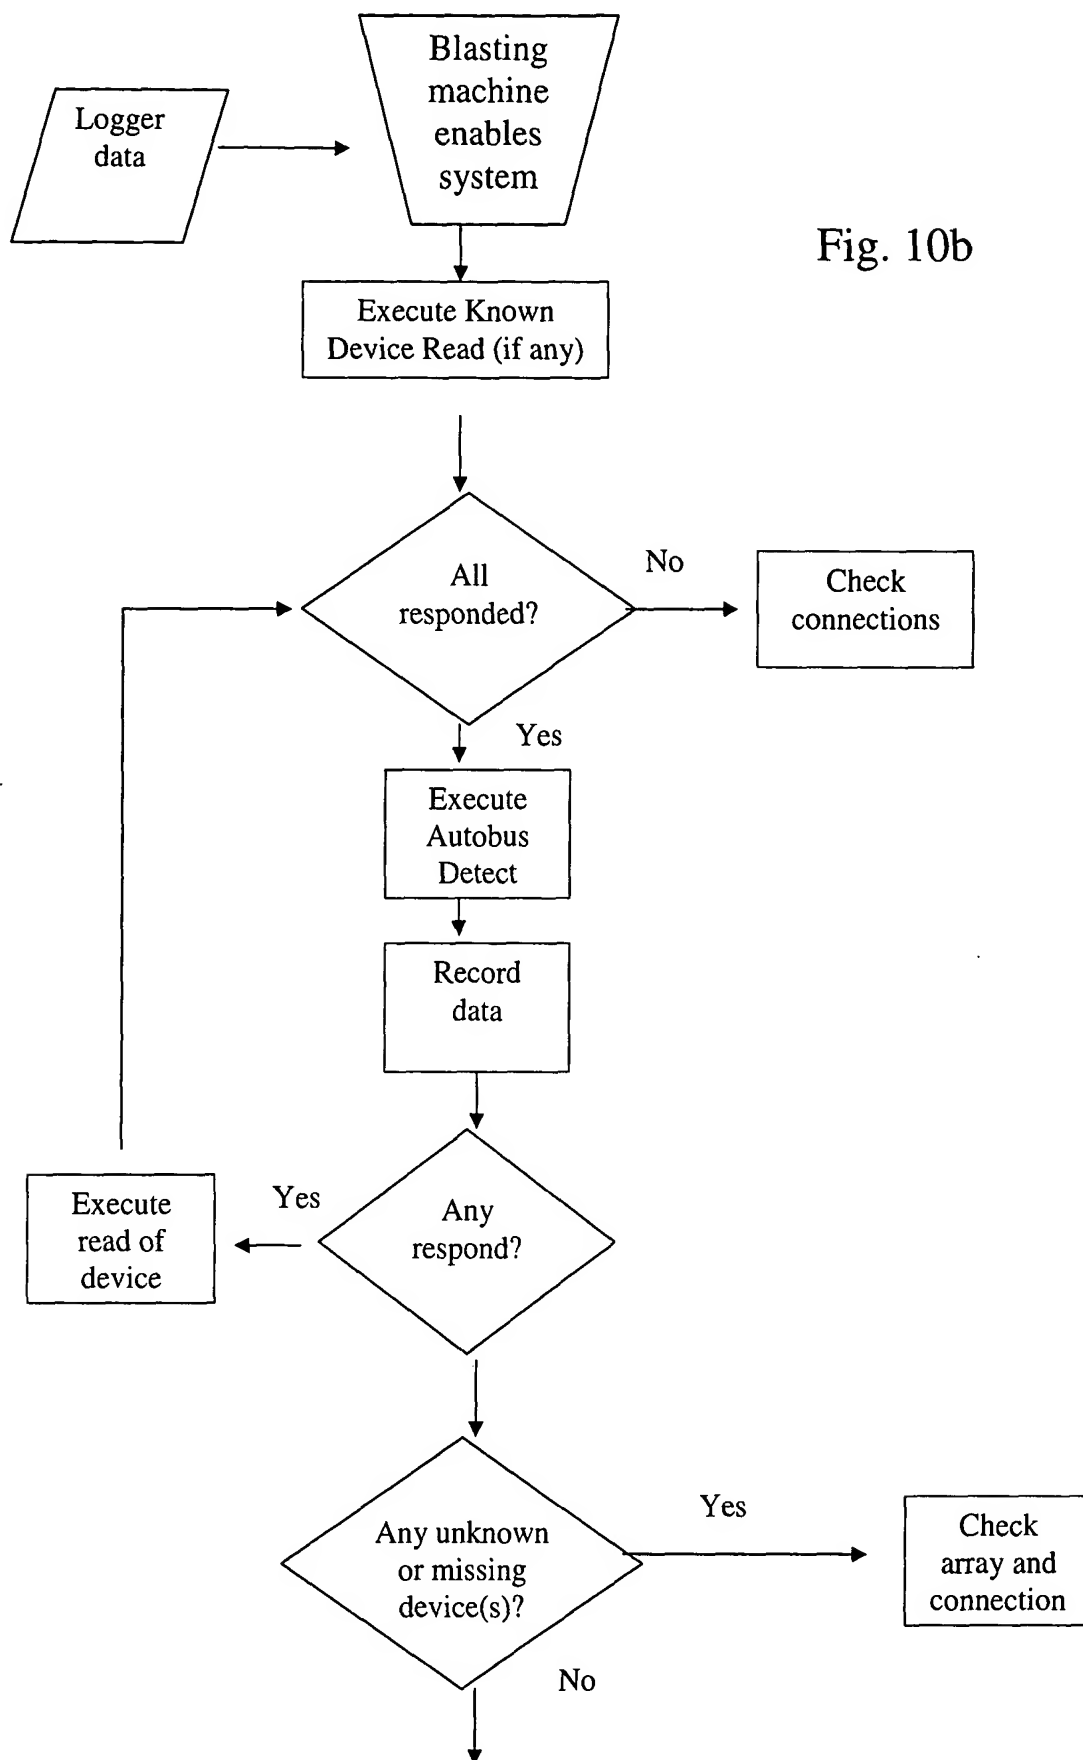 Blasting
machine
enables
system
Logger
data
Fig. 10b
Execute Known
Device Read (if any)
All
responded?
No
Check
connections
Yes
Execute
Autobus
Detect
Record
data
Any
respond?
Yes
Execute
read of
device
Any unknown
or missing
device(s)?
Yes
Check
array and
connection
No